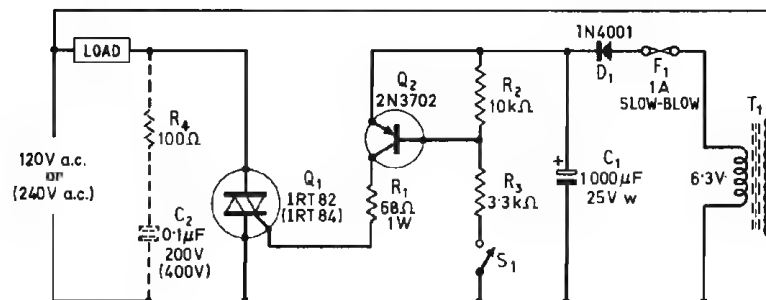 LOAD
120V a.c.
or
(240V a.c.)
R4
100Ω
C2
0·1µF
200V
(400V)
Q1
1RT82
(1RT84)
Q2
2N3702
R1
68Ω
1W
R2
10kΩ
R3
3·3kΩ
S1
+
C1
1000µF
25V w
1N4001
D1
F1
1A
SLOW-BLOW
T1
6·3V